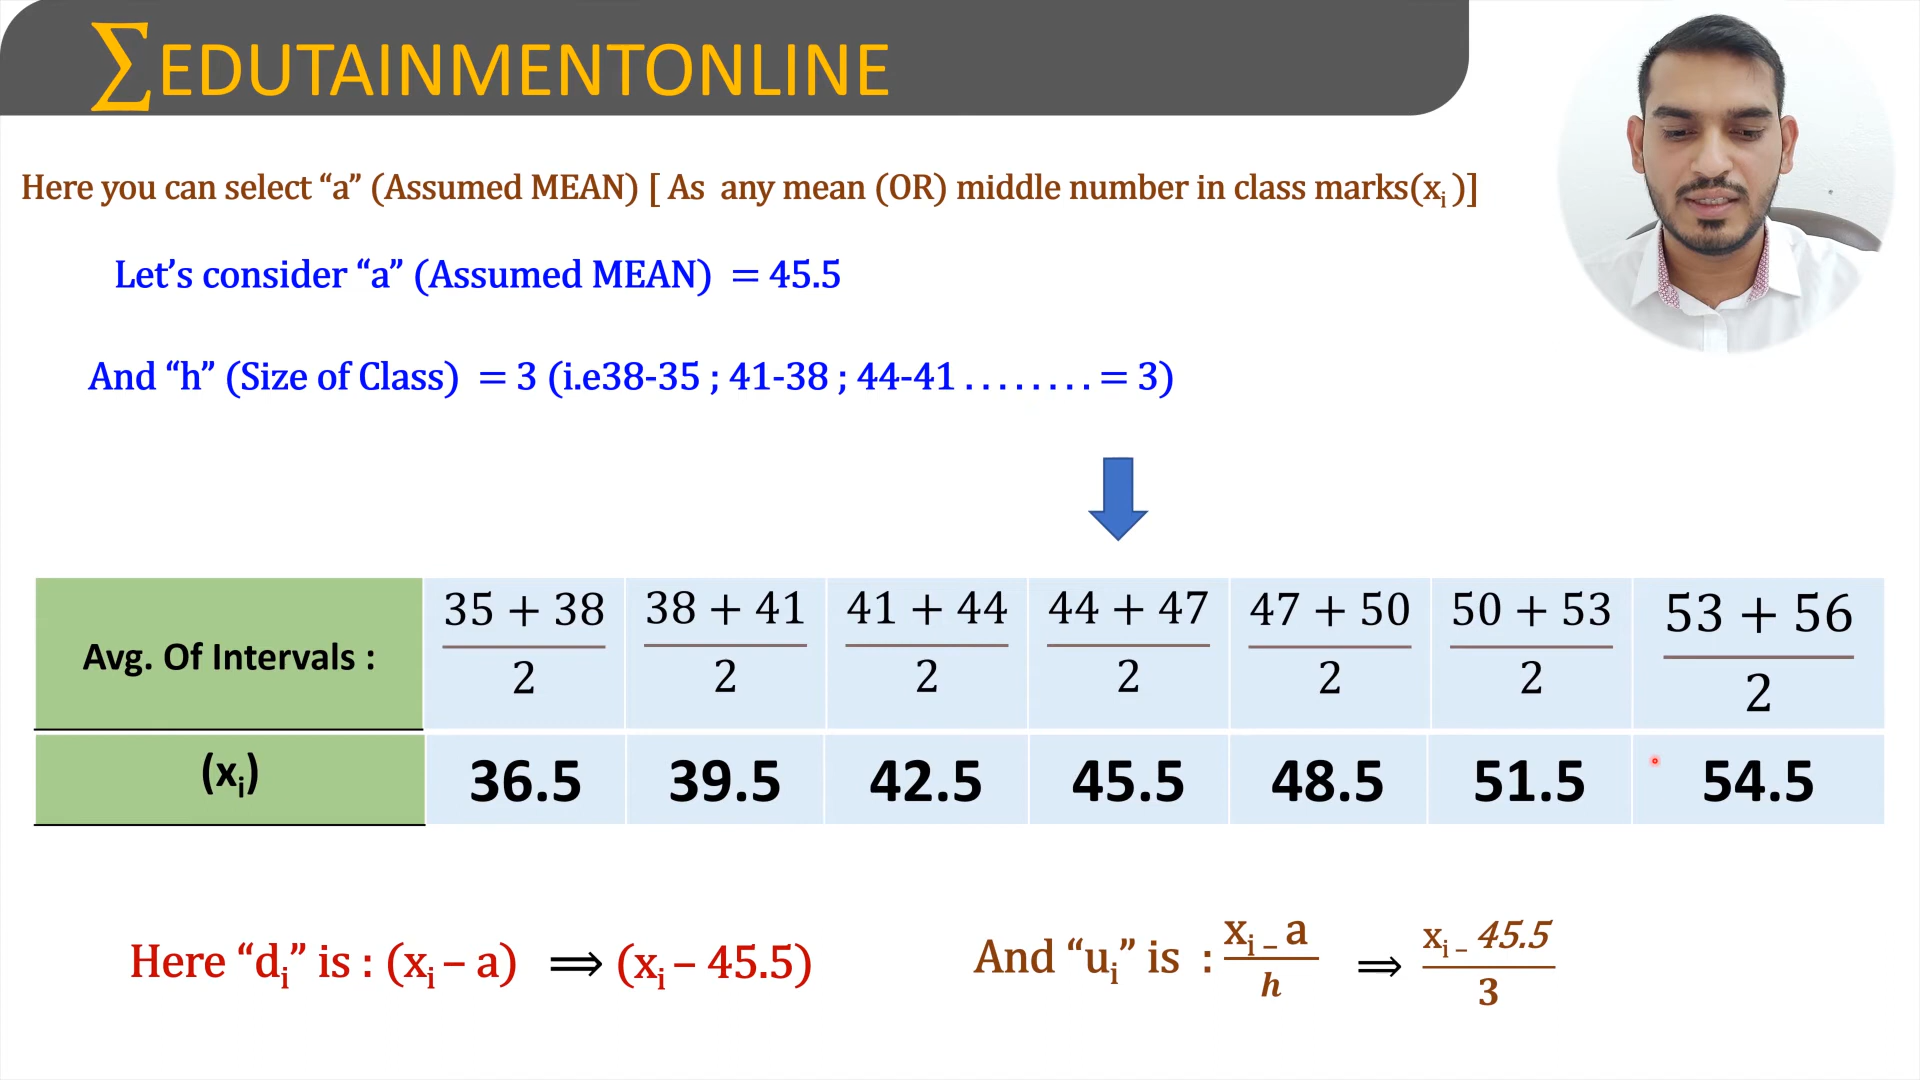 ∑EDUTAINMENTONLINE
Here you can select “a” (Assumed MEAN) [ As any mean (OR) middle number in class marks(xᵢ )]
Let’s consider “a” (Assumed MEAN) = 45.5
And “h” (Size of Class) = 3 (i.e38-35 ; 41-38 ; 44-41 . . . . . . . . = 3)
Avg. Of Intervals : (35 + 38)/2 (38 + 41)/2 (41 + 44)/2 (44 + 47)/2 (47 + 50)/2 (50 + 53)/2 (53 + 56)/2
(xᵢ) 36.5 39.5 42.5 45.5 48.5 51.5 54.5
Here “dᵢ” is : (xᵢ – a) ⟹ (xᵢ – 45.5) And “uᵢ” is : (xᵢ – a)/h ⟹ (xᵢ – 45.5)/3